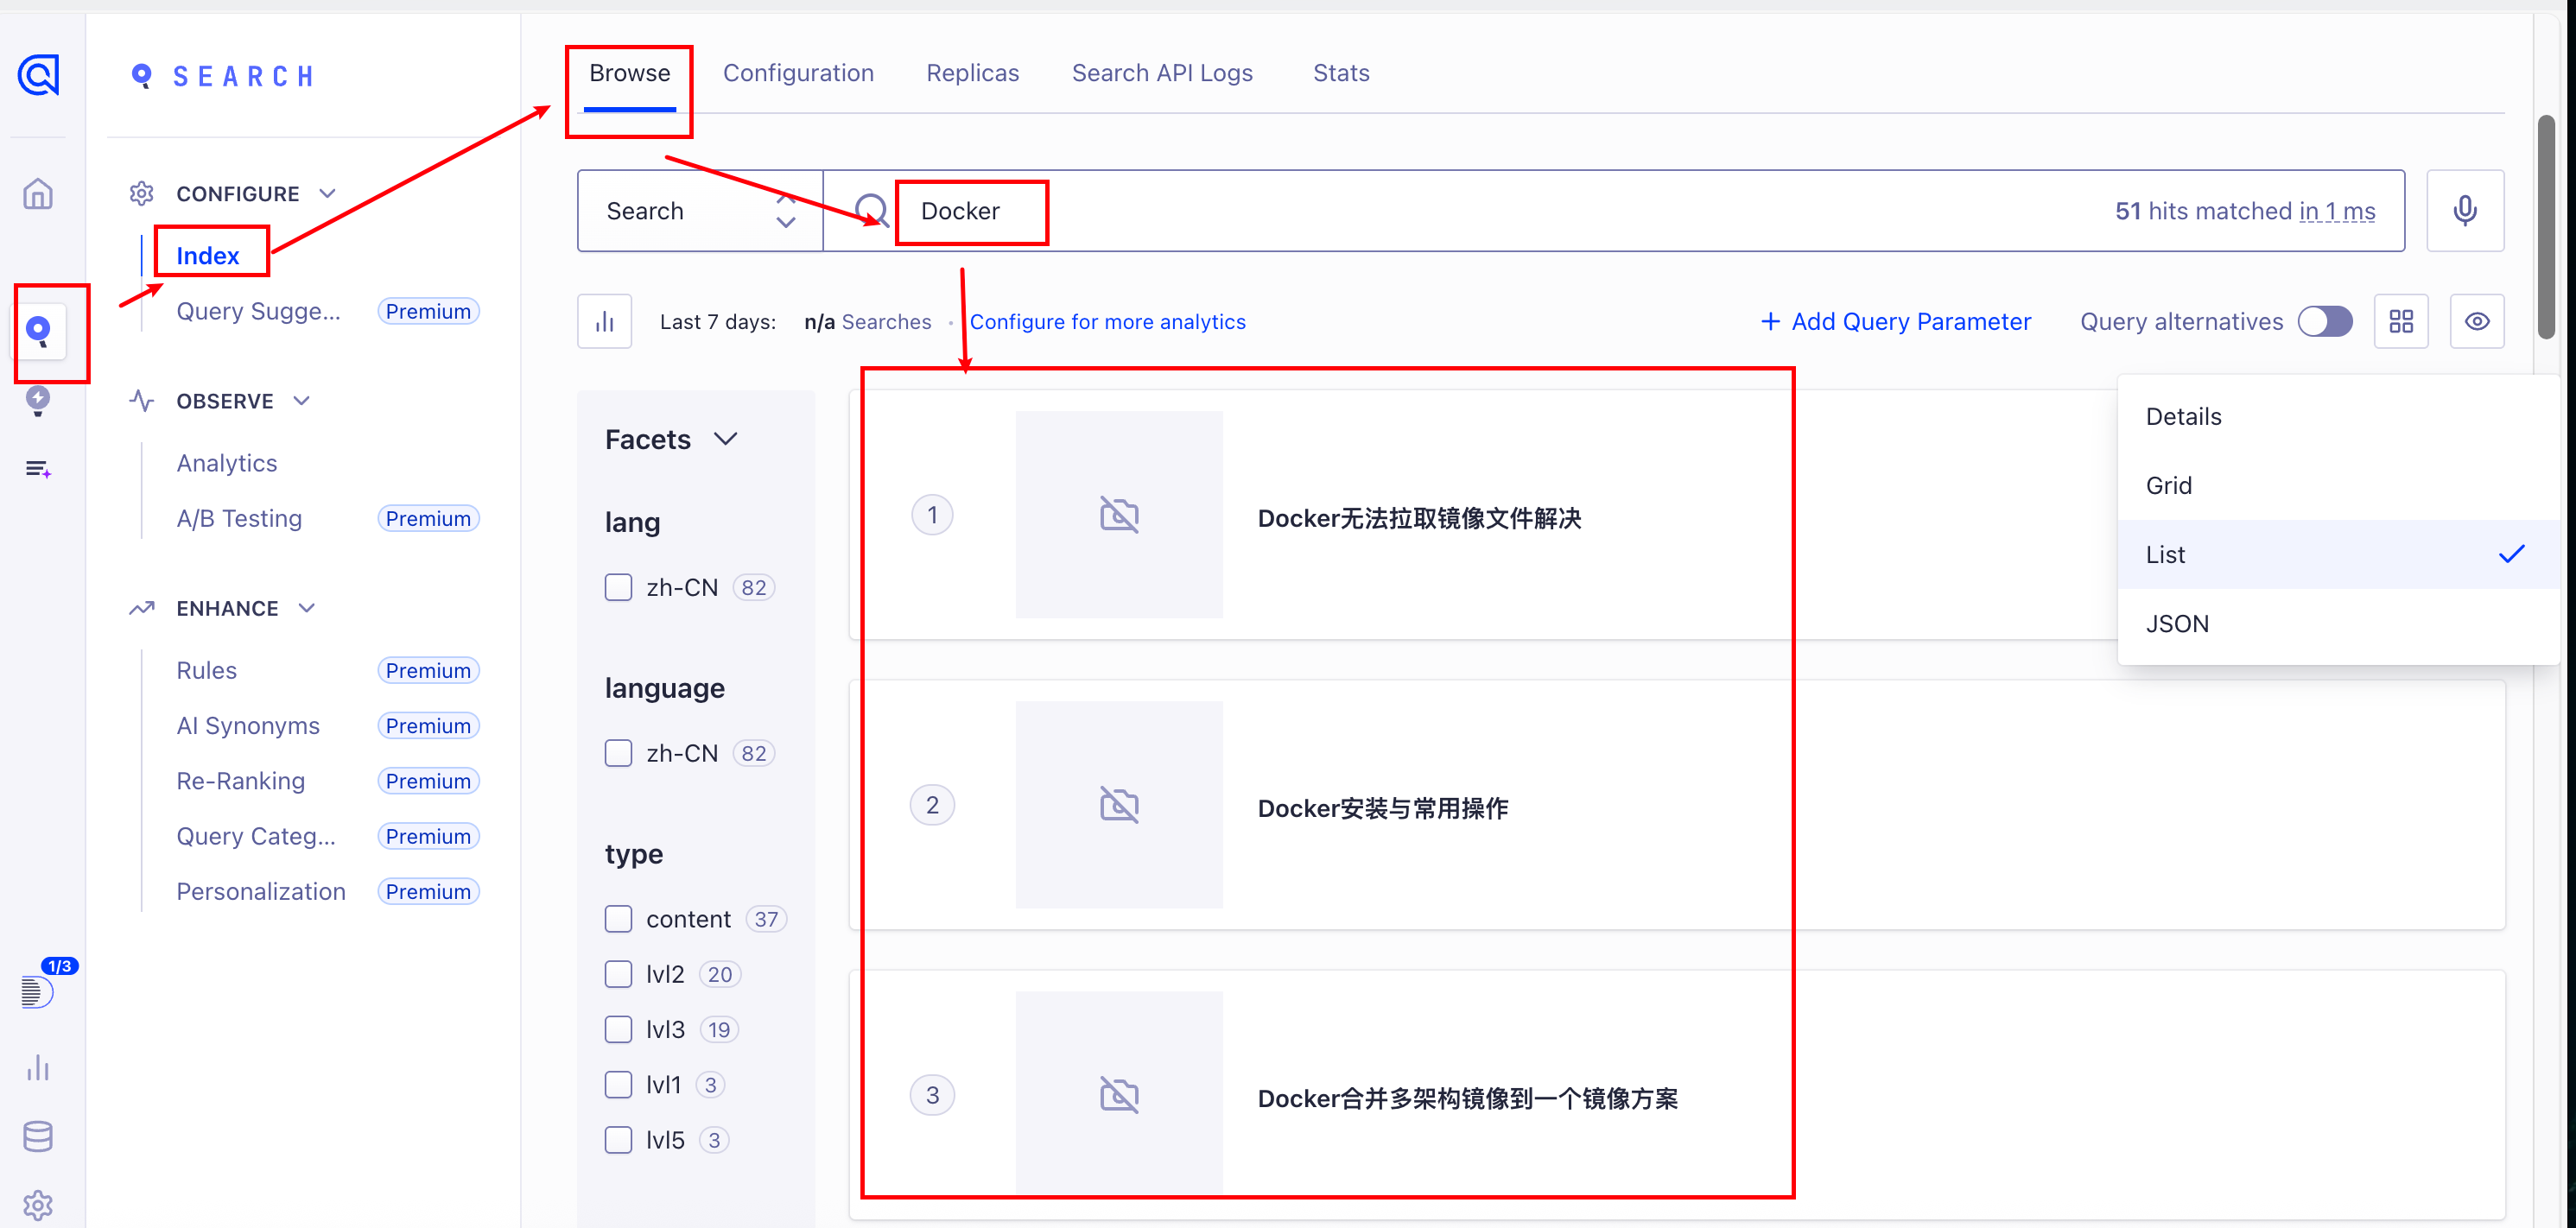 SEARCH
CONFIGURE
Index
Query Sugge... Premium
OBSERVE
Analytics
A/B Testing Premium
ENHANCE
Rules Premium
AI Synonyms Premium
Re-Ranking Premium
Query Categ... Premium
Personalization Premium
1/3
Browse Configuration Replicas Search API Logs Stats
Search Docker 51 hits matched in 1 ms
Last 7 days: n/a Searches · Configure for more analytics + Add Query Parameter Query alternatives
Facets
lang
zh-CN 82
language
zh-CN 82
type
content 37
lvl2 20
lvl3 19
lvl1 3
lvl5 3
1 Docker无法拉取镜像文件解决
2 Docker安装与常用操作
3 Docker合并多架构镜像到一个镜像方案
Details
Grid
List
JSON